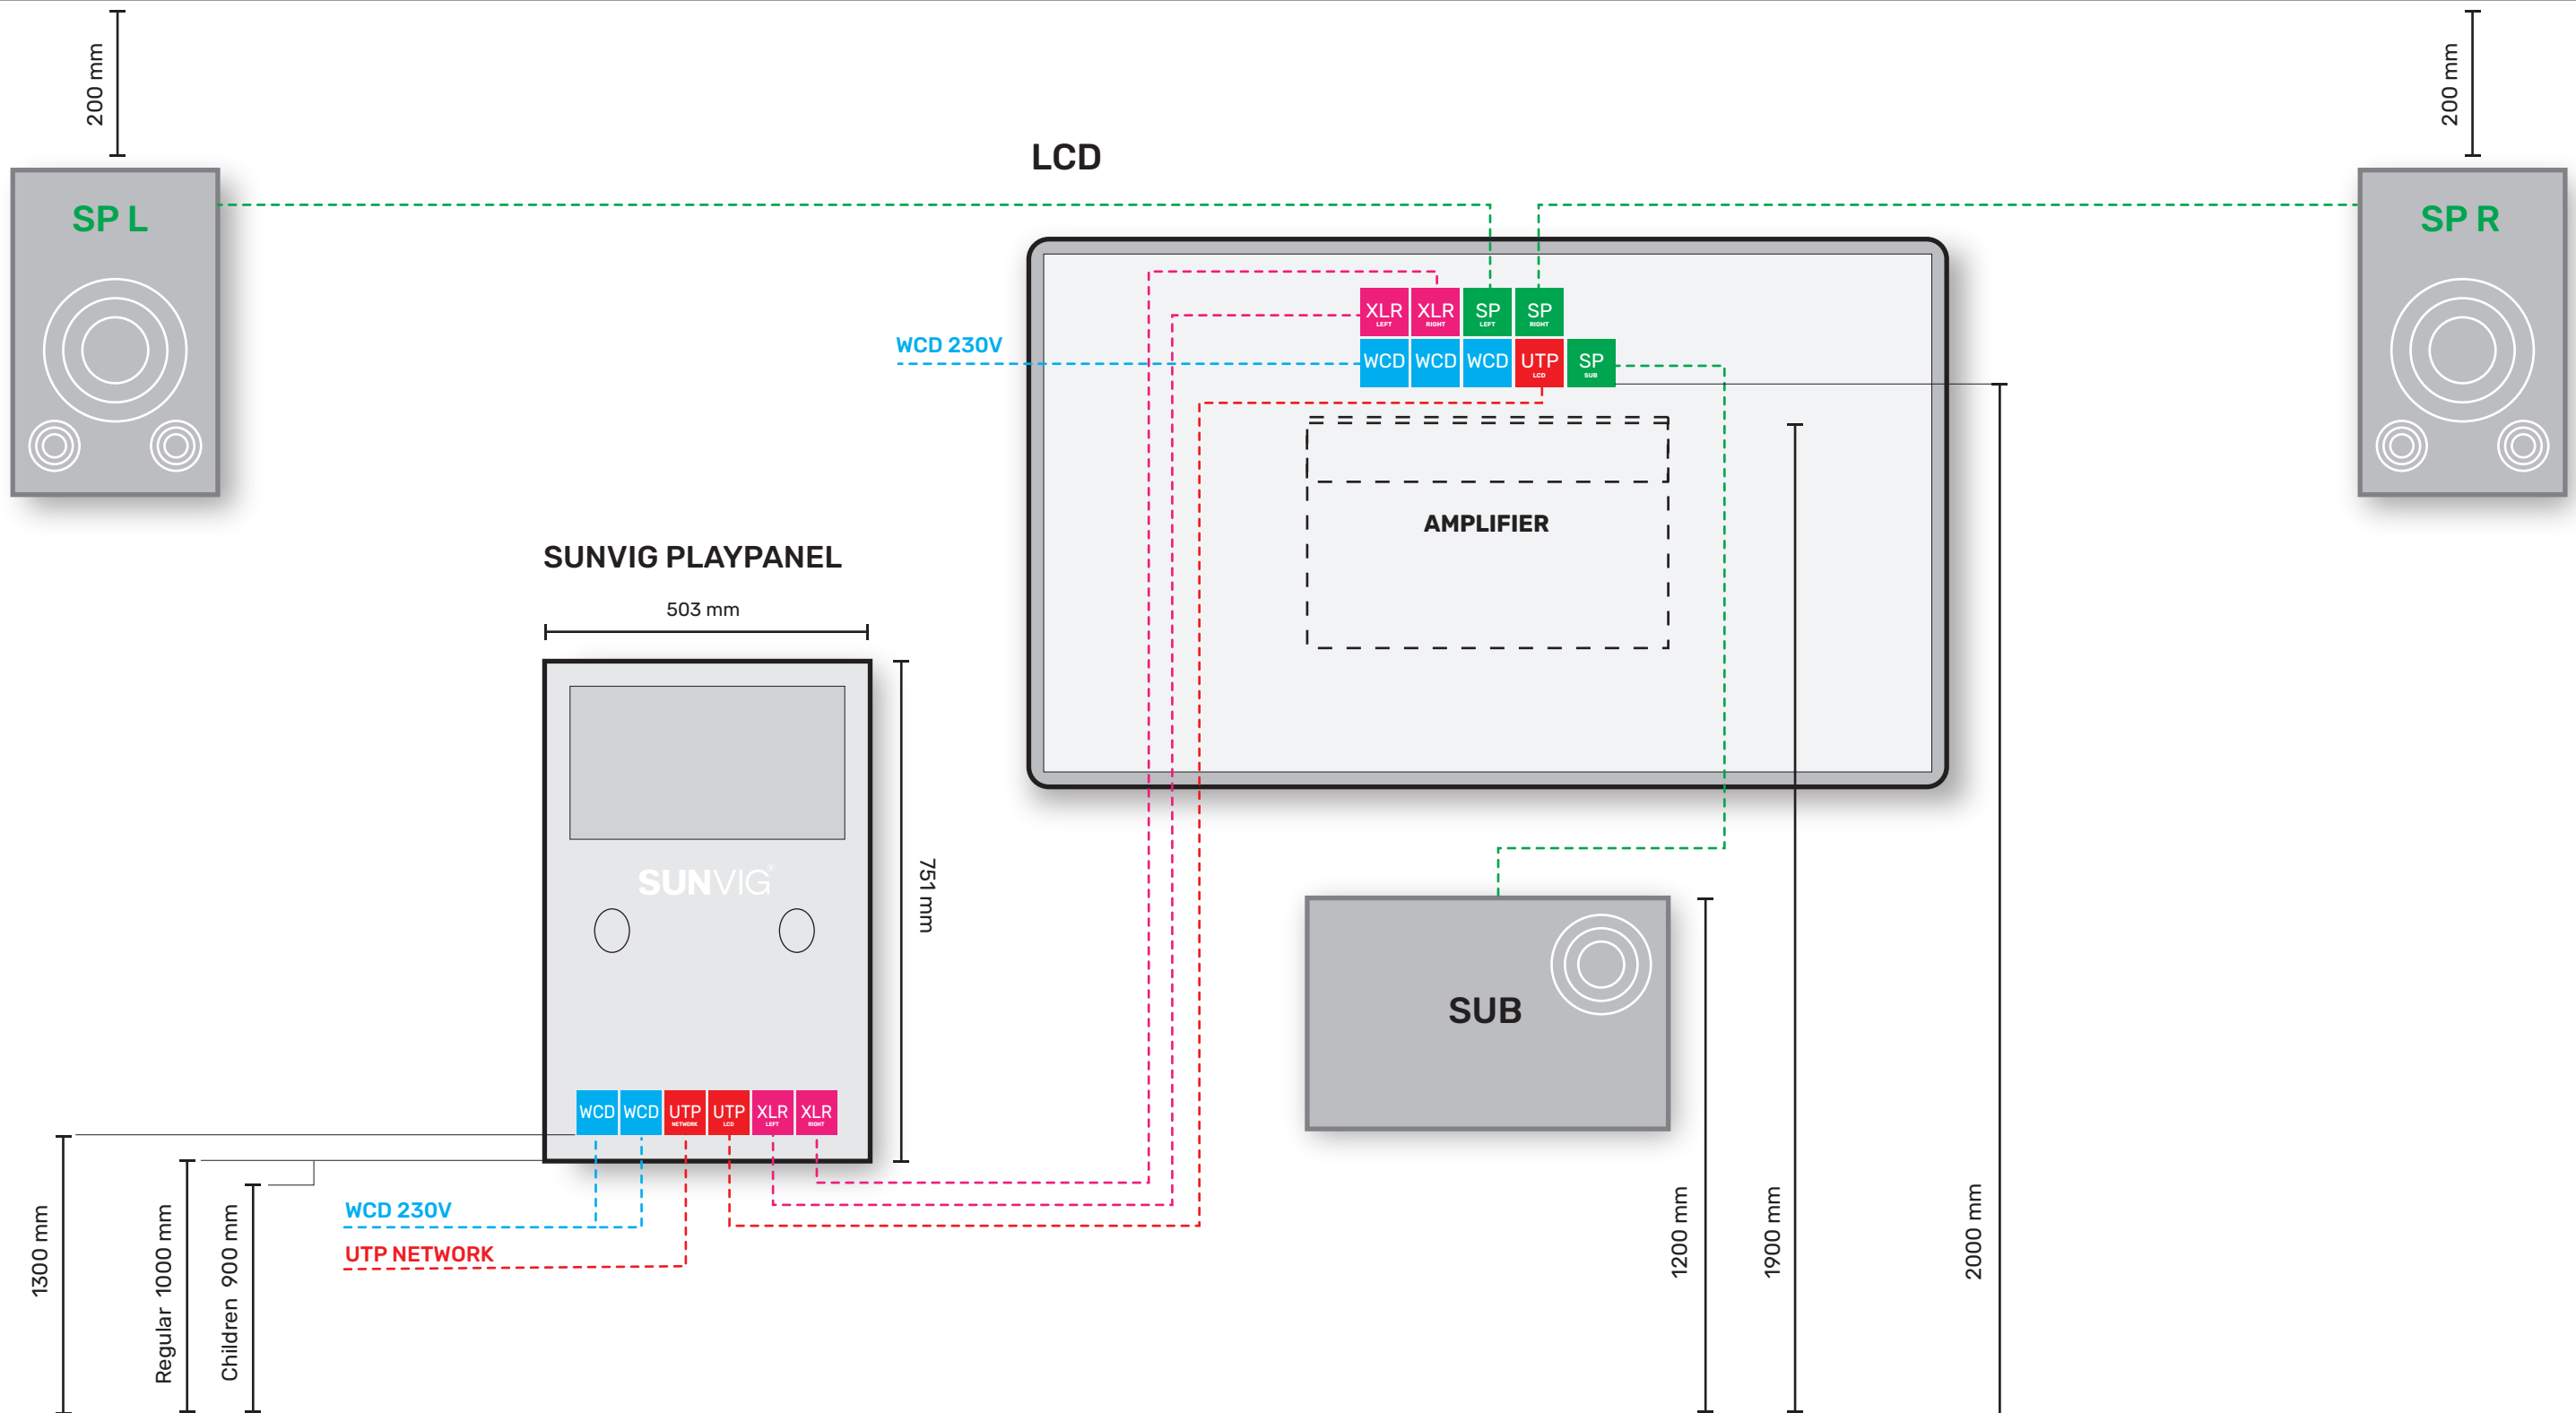 200 mm
200 mm
LCD
SP L
SP R
XLR LEFT
XLR RIGHT
SP LEFT
SP RIGHT
WCD 230V
WCD
WCD
WCD
UTP LCD
SP SUB
AMPLIFIER
SUNVIG PLAYPANEL
503 mm
751 mm
SUNVIG®
SUB
WCD
WCD
UTP NETWORK
UTP LCD
XLR LEFT
XLR RIGHT
WCD 230V
UTP NETWORK
1300 mm
Regular 1000 mm
Children 900 mm
1200 mm
1900 mm
2000 mm